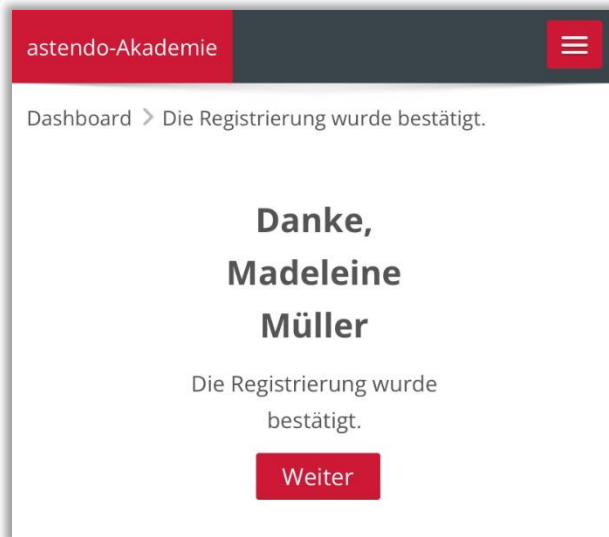 astendo-Akademie
Dashboard > Die Registrierung wurde bestätigt.
Danke,
Madeleine
Müller
Die Registrierung wurde
bestätigt.
Weiter